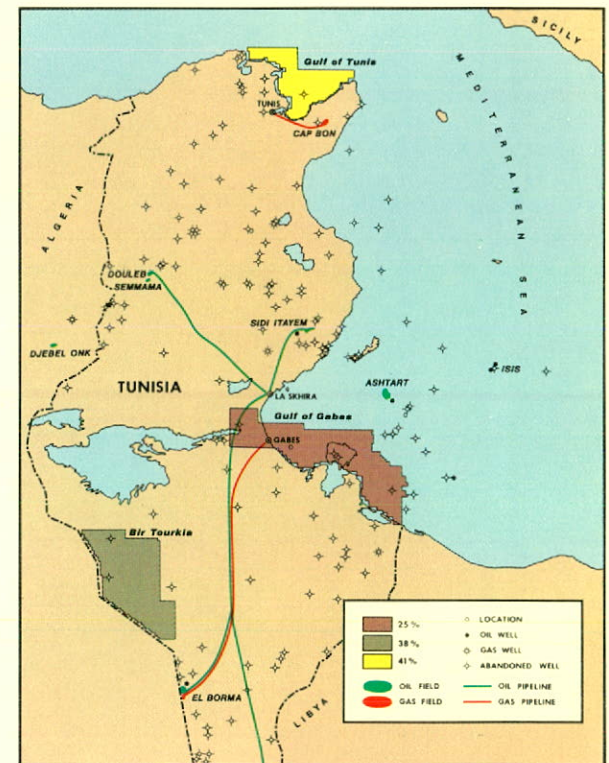 SICILY
Gulf of Tunis
MEDITERRANEAN SEA
TUNIS
CAP BON
ALGERIA
DOULEB
SEMMAMA
SIDI ITAYEM
DJEBEL ONK
ISIS
TUNISIA
ASHTART
LA SKHIRA
Gulf of Gabes
GABES
Bir Tourkia
EL BORMA
LIBYA
25%
38%
41%
OIL FIELD
GAS FIELD
LOCATION
OIL WELL
GAS WELL
ABANDONED WELL
OIL PIPELINE
GAS PIPELINE